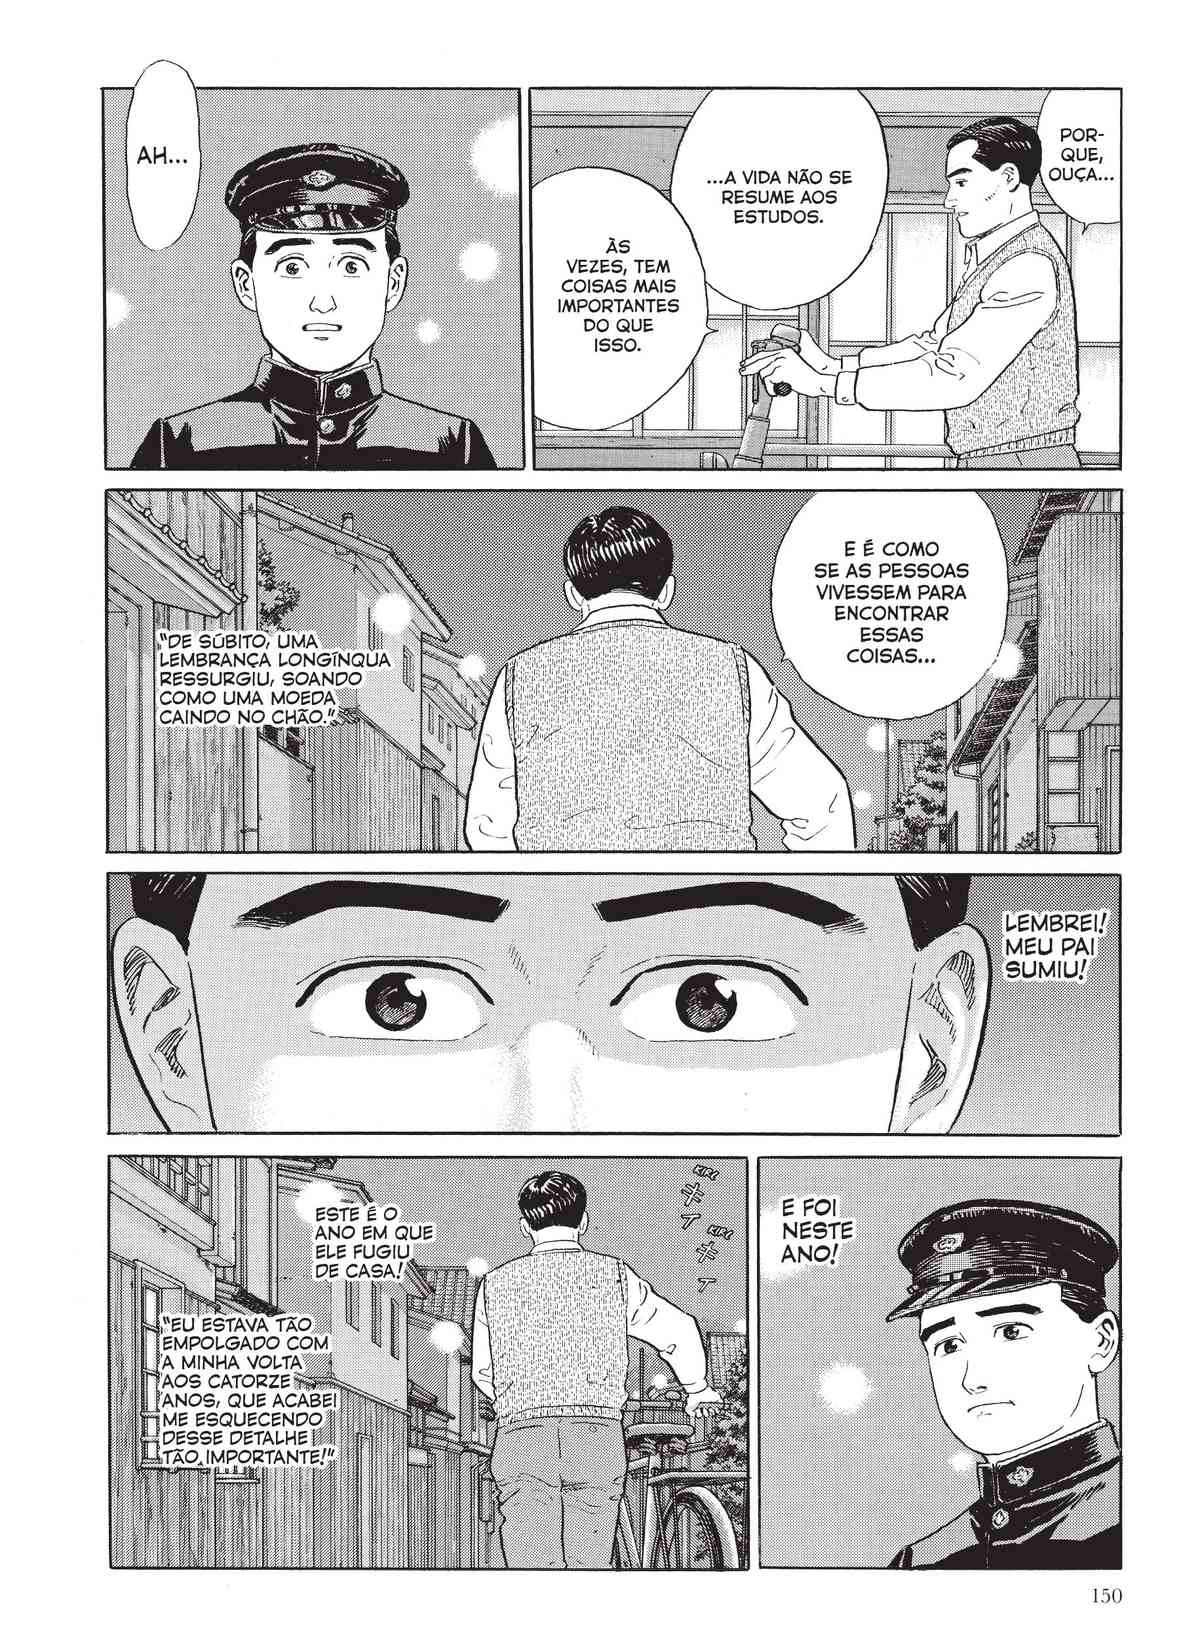 POR-
QUE,
OUÇA...
...A VIDA NÃO SE
RESUME AOS
ESTUDOS.
ÀS
VEZES, TEM
COISAS MAIS
IMPORTANTES
DO QUE
ISSO.
AH...
E É COMO
SE AS PESSOAS
VIVESSEM PARA
ENCONTRAR
ESSAS
COISAS...
"DE SÚBITO, UMA
LEMBRANÇA LONGÍNQUA
RESSURGIU, SOANDO
COMO UMA MOEDA
CAINDO NO CHÃO."
LEMBREI!
MEU PAI
SUMIU!
E FOI
NESTE
ANO!
KIRC
キイ
KIRC
キイ
ESTE É O
ANO EM QUE
ELE FUGIU
DE CASA!
"EU ESTAVA TÃO
EMPOLGADO COM
A MINHA VOLTA
AOS CATORZE
ANOS, QUE ACABEI
ME ESQUECENDO
DESSE DETALHE
TÃO IMPORTANTE!"
150